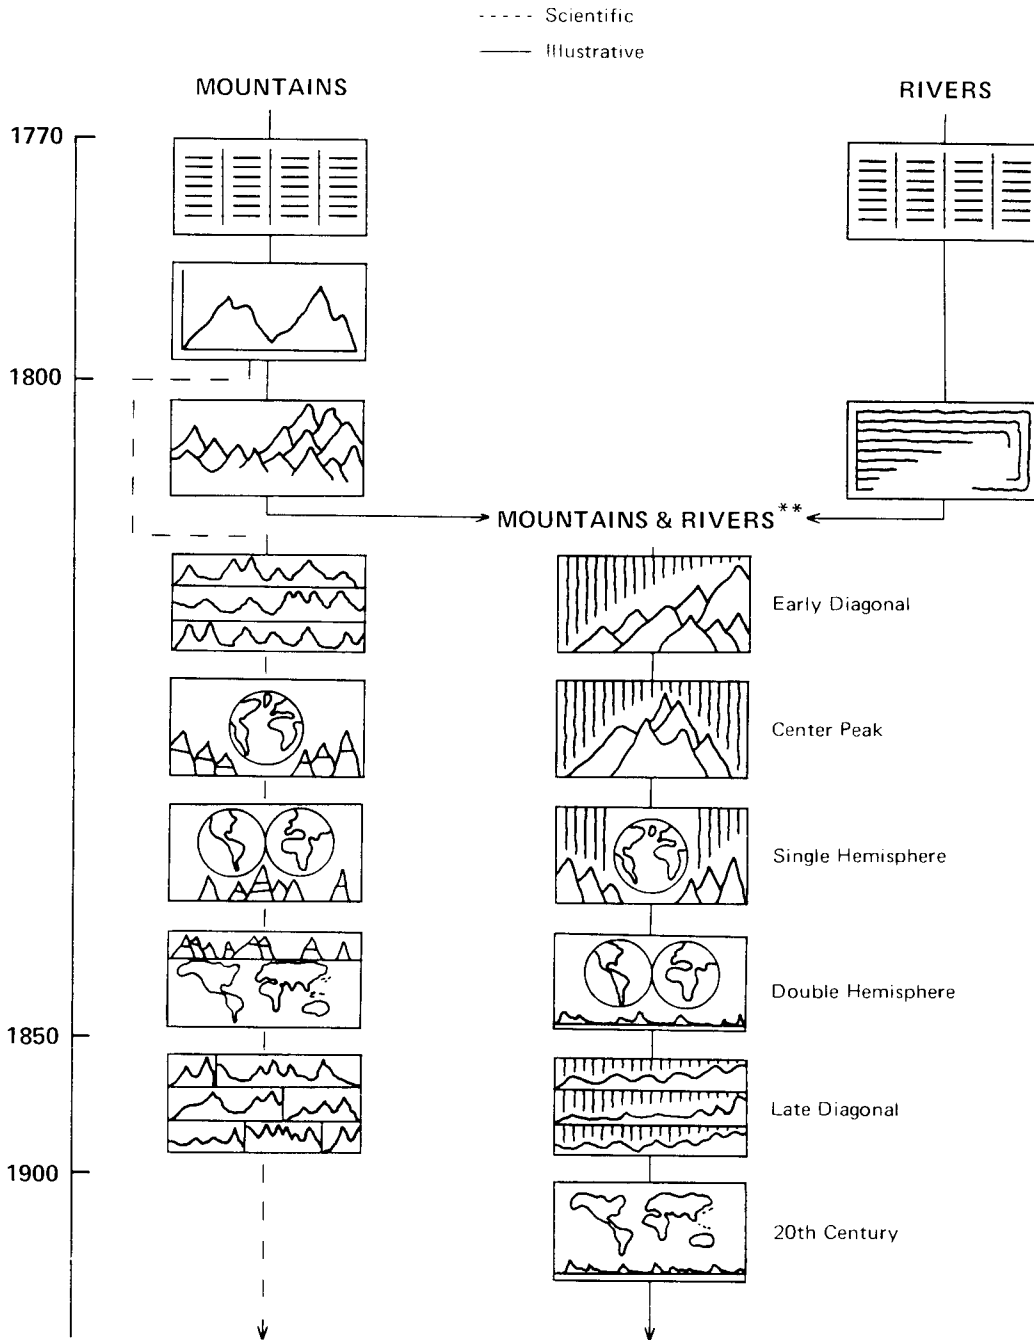 Scientific
Illustrative
MOUNTAINS
RIVERS
1770
1800
MOUNTAINS & RIVERS**
Early Diagonal
Center Peak
Single Hemisphere
Double Hemisphere
1850
Late Diagonal
1900
20th Century